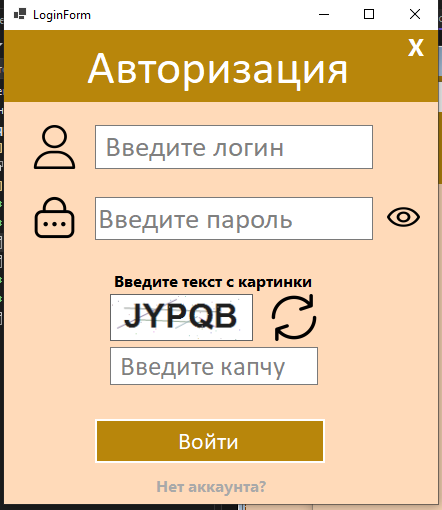 LoginForm
X
Авторизация
Введите логин
Введите пароль
Введите текст с картинки
JYPQB
Введите капчу
Войти
Нет аккаунта?